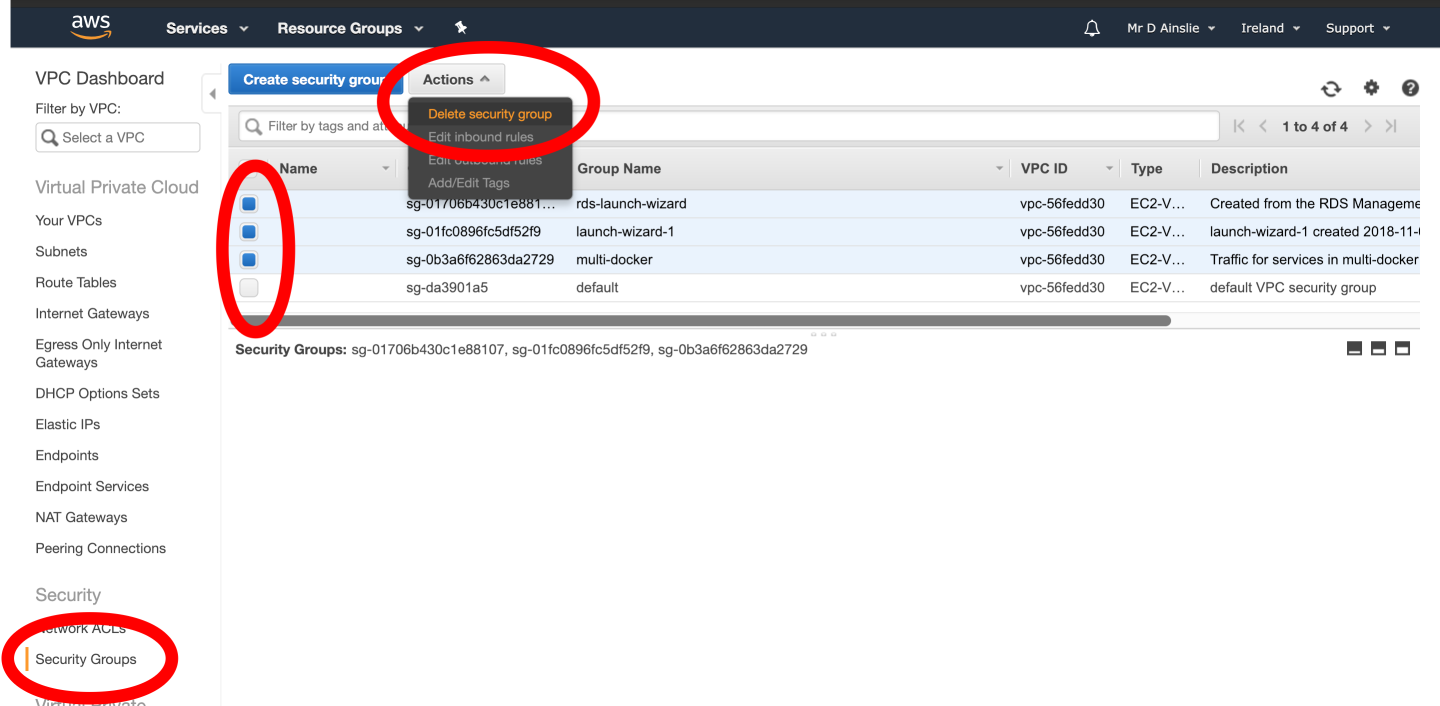 aws Services Resource Groups Mr D Ainslie Ireland Support
VPC Dashboard
Filter by VPC:
Select a VPC
Virtual Private Cloud
Your VPCs
Subnets
Route Tables
Internet Gateways
Egress Only Internet
Gateways
DHCP Options Sets
Elastic IPs
Endpoints
Endpoint Services
NAT Gateways
Peering Connections
Security
Network ACLs
Security Groups
Virtual Private
Create security group Actions
Delete security group
Edit inbound rules
Edit outbound rules
Add/Edit Tags
Filter by tags and 1 to 4 of 4
Name Group Name VPC ID Type Description
sg-01706b430c1e881… rds-launch-wizard vpc-56fedd30 EC2-V… Created from the RDS Manageme
sg-01fc0896fc5df52f9 launch-wizard-1 vpc-56fedd30 EC2-V… launch-wizard-1 created 2018-11-
sg-0b3a6f62863da2729 multi-docker vpc-56fedd30 EC2-V… Traffic for services in multi-docker
sg-da3901a5 default vpc-56fedd30 EC2-V… default VPC security group
Security Groups: sg-01706b430c1e88107, sg-01fc0896fc5df52f9, sg-0b3a6f62863da2729